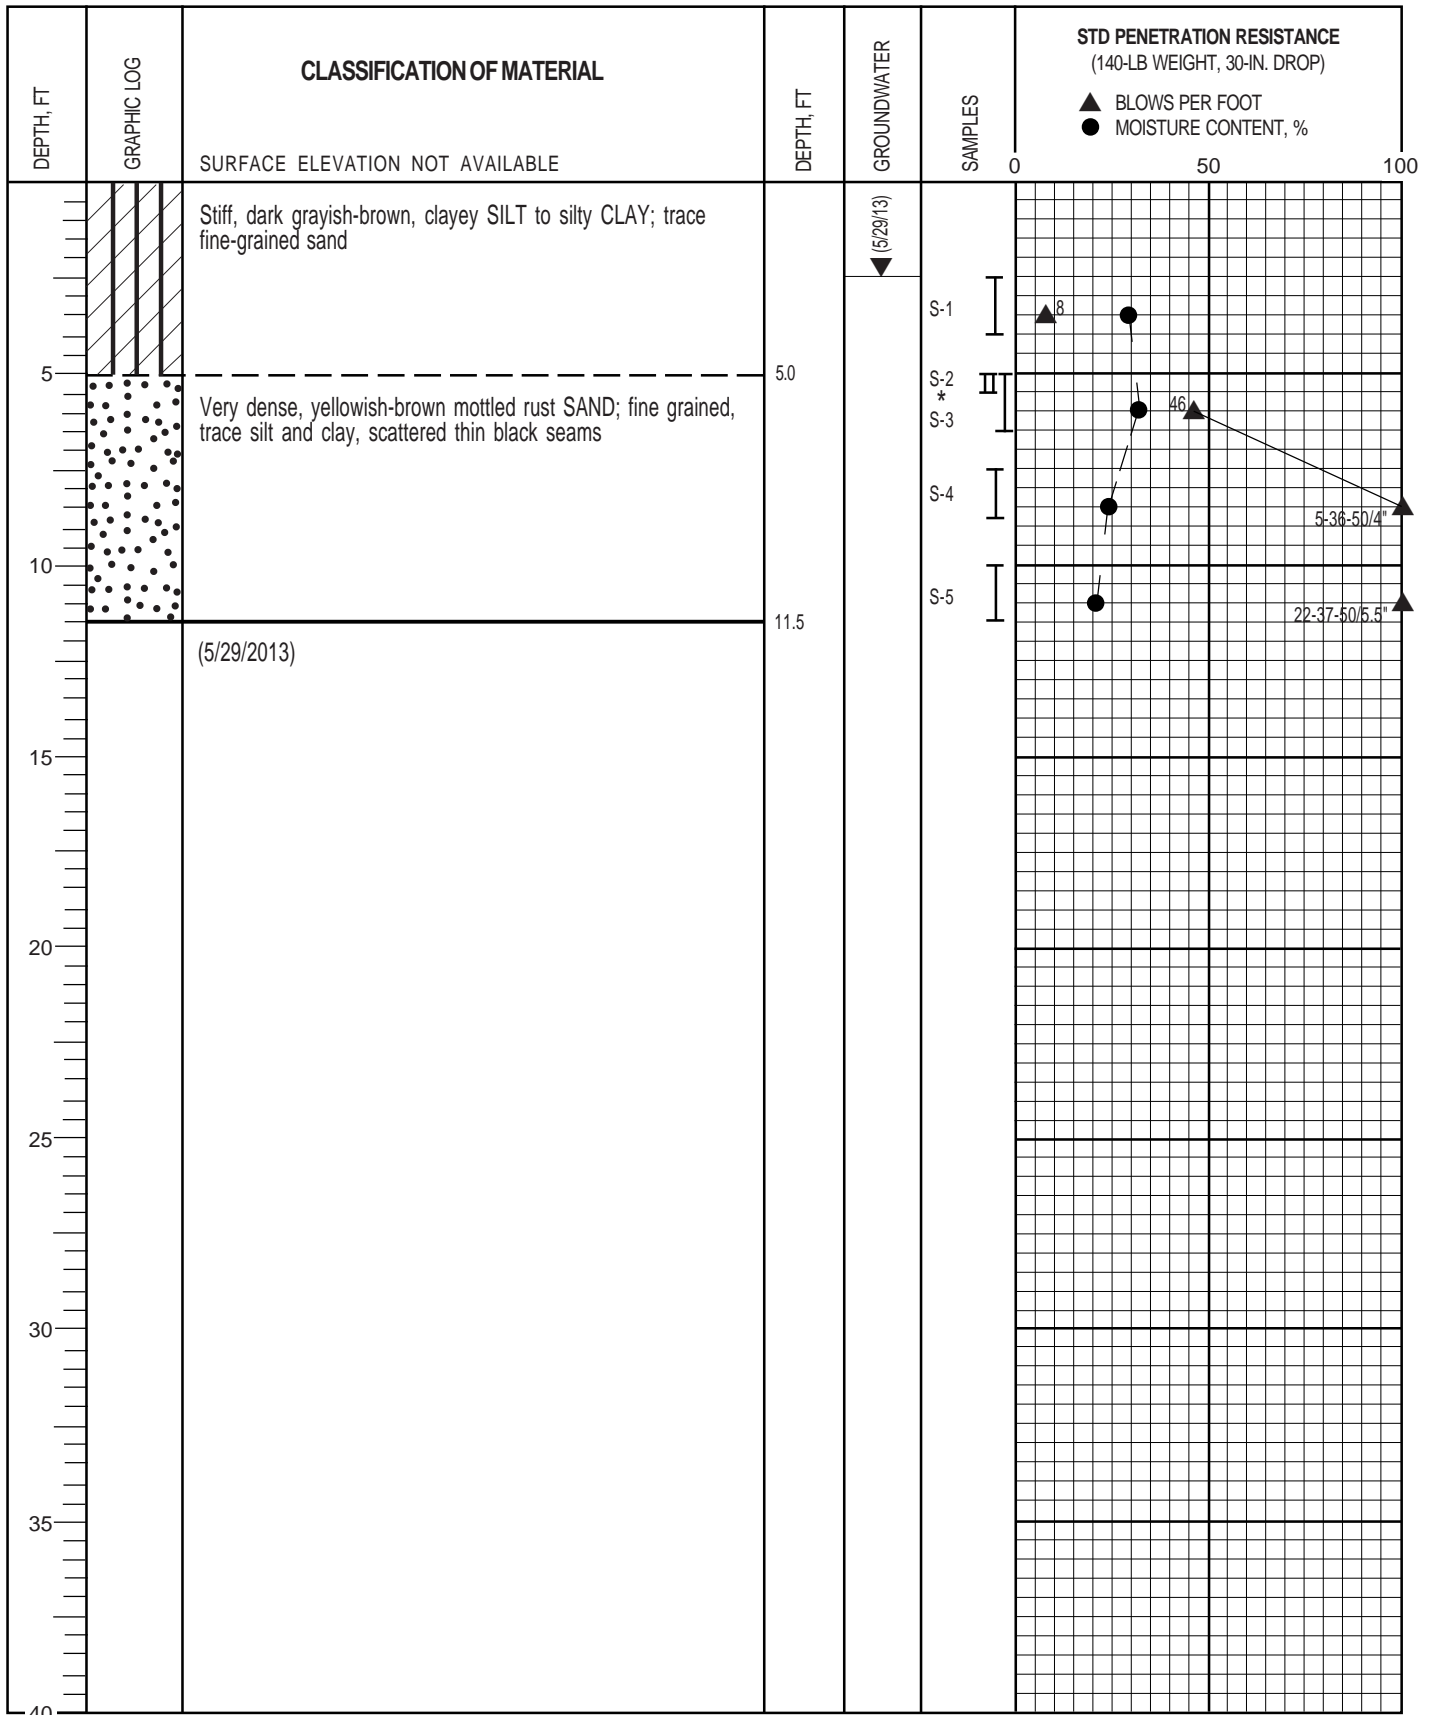 DEPTH, FT
GRAPHIC LOG
CLASSIFICATION OF MATERIAL
SURFACE ELEVATION NOT AVAILABLE
DEPTH, FT
GROUNDWATER
SAMPLES
STD PENETRATION RESISTANCE
(140-LB WEIGHT, 30-IN. DROP)
BLOWS PER FOOT
MOISTURE CONTENT, %
0 50 100
Stiff, dark grayish-brown, clayey SILT to silty CLAY; trace
fine-grained sand
(5/29/13)
S-1
8
5
5.0
S-2
*
S-3
46
Very dense, yellowish-brown mottled rust SAND; fine grained,
trace silt and clay, scattered thin black seams
S-4
5-36-50/4"
10
S-5
22-37-50/5.5"
11.5
(5/29/2013)
15
20
25
30
35
40